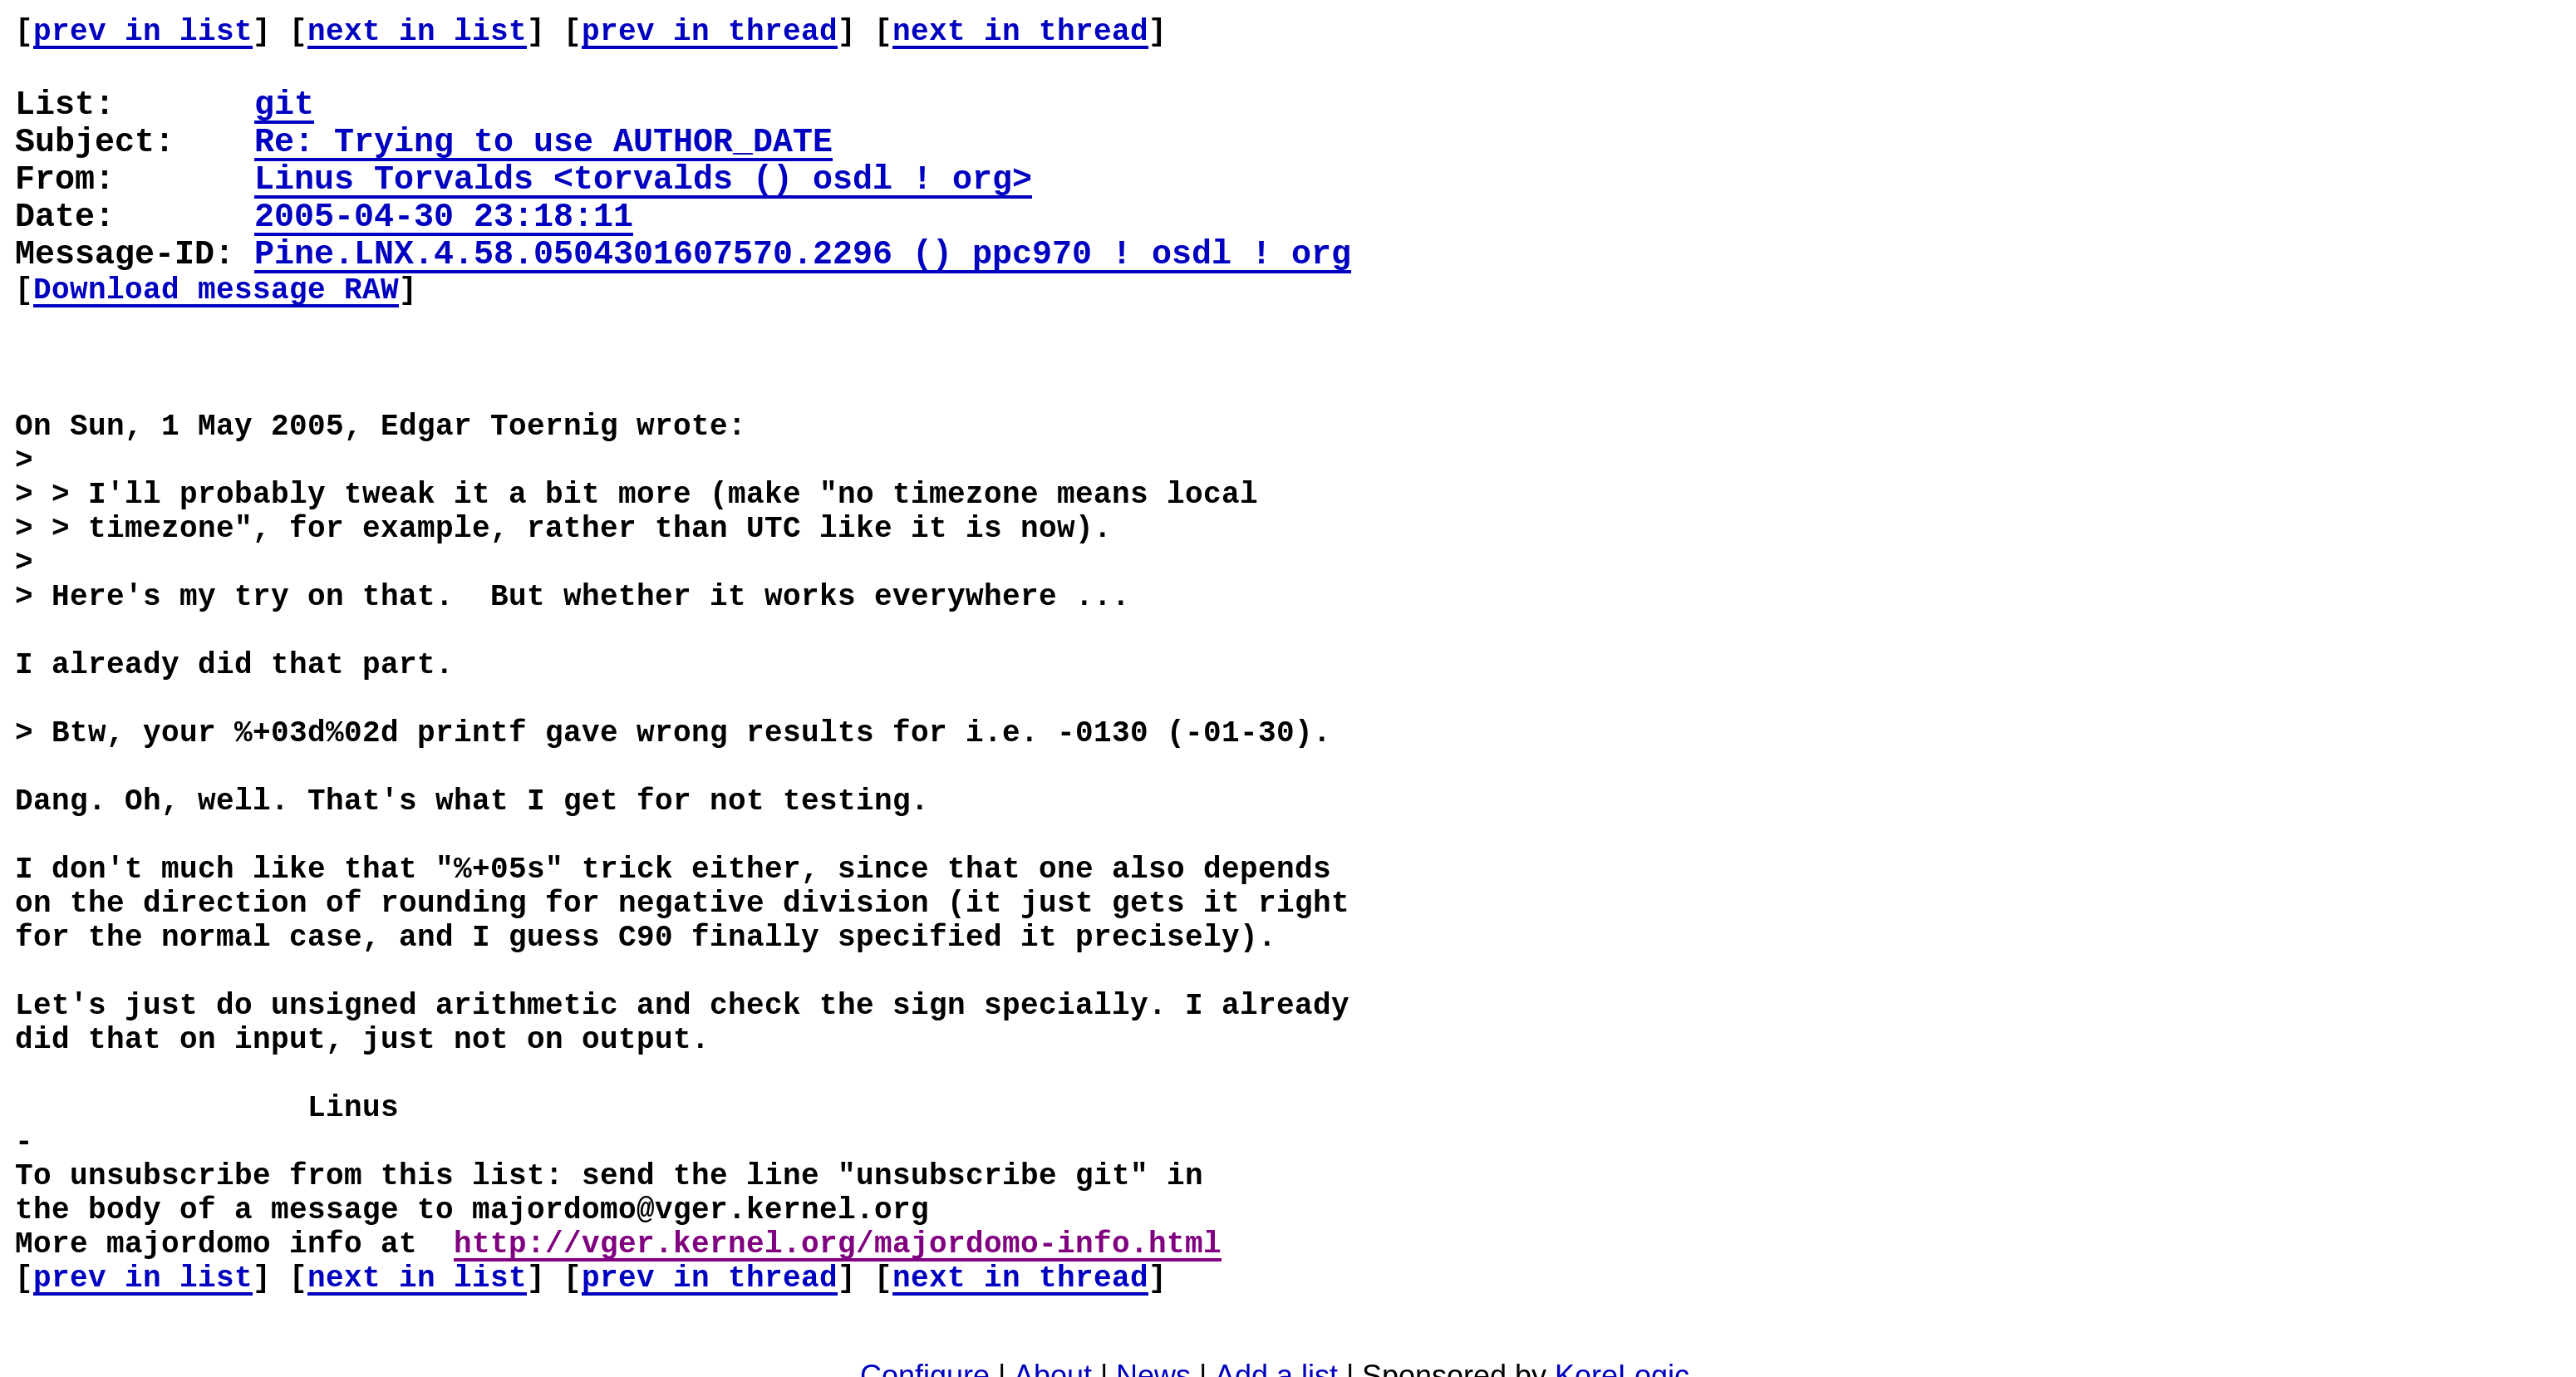 [prev in list] [next in list] [prev in thread] [next in thread]
List: git
Subject: Re: Trying to use AUTHOR_DATE
From: Linus Torvalds <torvalds () osdl ! org>
Date: 2005-04-30 23:18:11
Message-ID: Pine.LNX.4.58.0504301607570.2296 () ppc970 ! osdl ! org
[Download message RAW]
On Sun, 1 May 2005, Edgar Toernig wrote:
>
> > I'll probably tweak it a bit more (make "no timezone means local
> > timezone", for example, rather than UTC like it is now).
>
> Here's my try on that.  But whether it works everywhere ...
I already did that part.
> Btw, your %+03d%02d printf gave wrong results for i.e. -0130 (-01-30).
Dang. Oh, well. That's what I get for not testing.
I don't much like that "%+05s" trick either, since that one also depends
on the direction of rounding for negative division (it just gets it right
for the normal case, and I guess C90 finally specified it precisely).
Let's just do unsigned arithmetic and check the sign specially. I already
did that on input, just not on output.
Linus
-
To unsubscribe from this list: send the line "unsubscribe git" in
the body of a message to majordomo@vger.kernel.org
More majordomo info at  http://vger.kernel.org/majordomo-info.html
[prev in list] [next in list] [prev in thread] [next in thread]
Configure | About | News | Add a list | Sponsored by KoreLogic